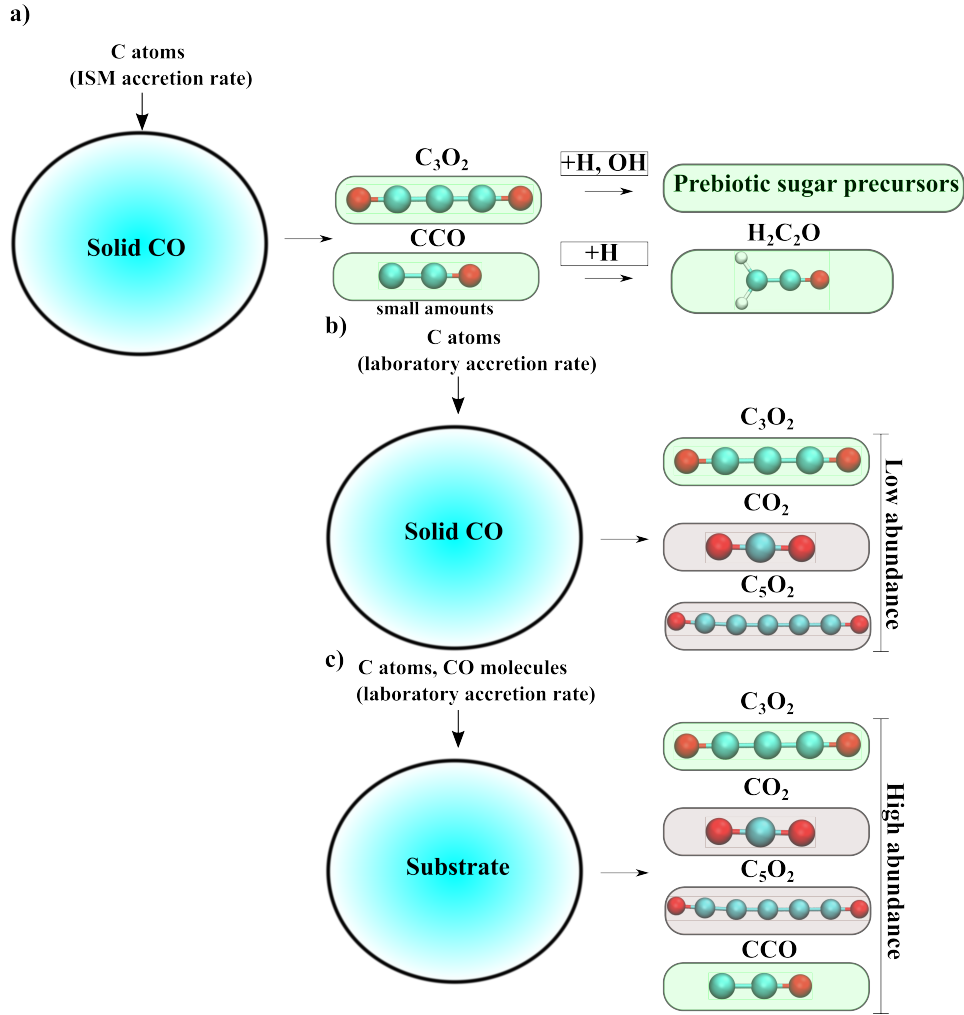 a)
C atoms
(ISM accretion rate)
Solid CO
C₃O₂
CCO
small amounts
+H, OH
+H
Prebiotic sugar precursors
H₂C₂O
b)
C atoms
(laboratory accretion rate)
Solid CO
C₃O₂
CO₂
C₅O₂
Low abundance
c)
C atoms, CO molecules
(laboratory accretion rate)
Substrate
C₃O₂
CO₂
C₅O₂
CCO
High abundance